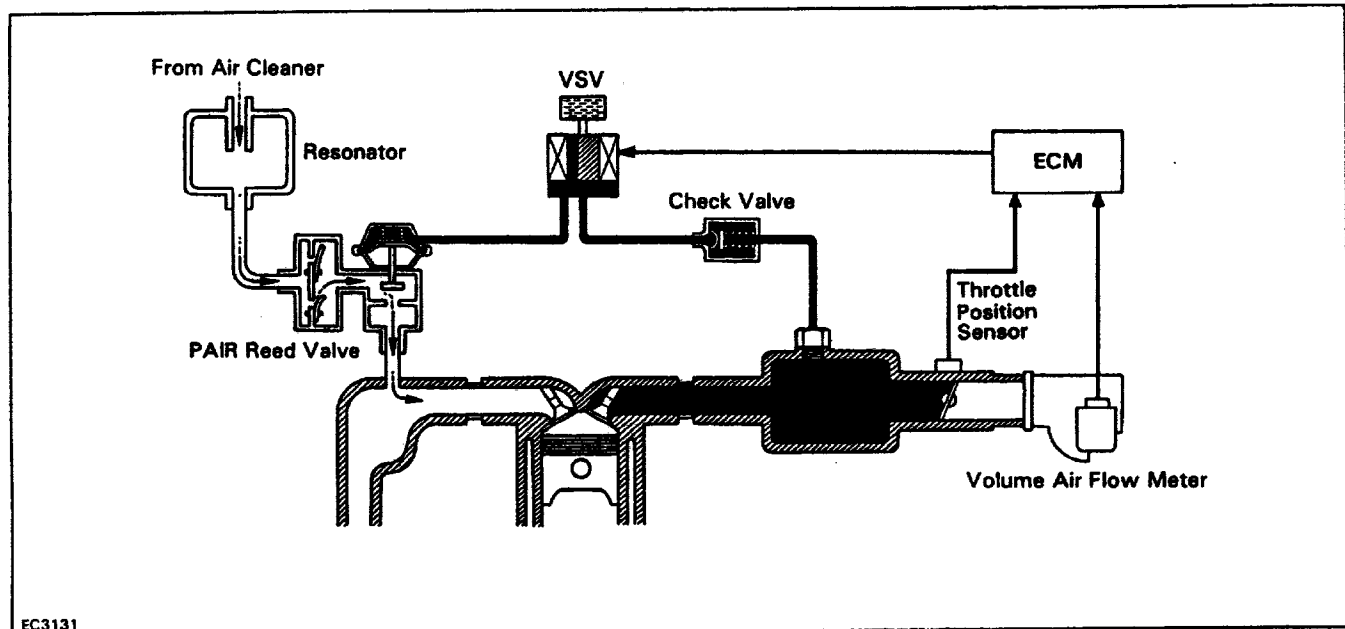 From Air Cleaner
VSV
Resonator
ECM
Check Valve
Throttle
Position
Sensor
PAIR Reed Valve
Volume Air Flow Meter
EC3131